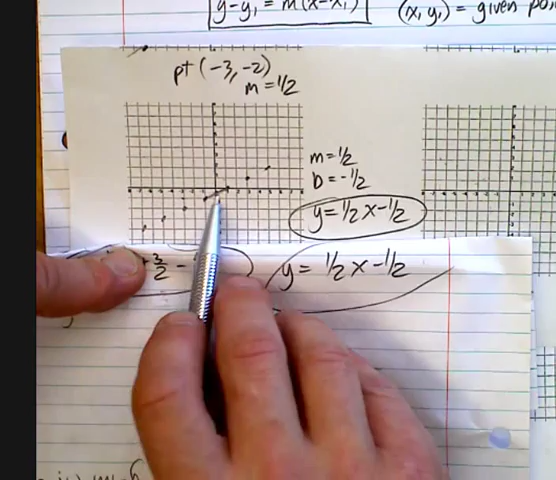 y-y₁ = m(x-x₁)
(x₁, y₁) = given
pt (-3, -2)
m = 1/2
m = 1/2
b = -1/2
y = 1/2 x - 1/2
+ 3/2 -
y = 1/2 x - 1/2